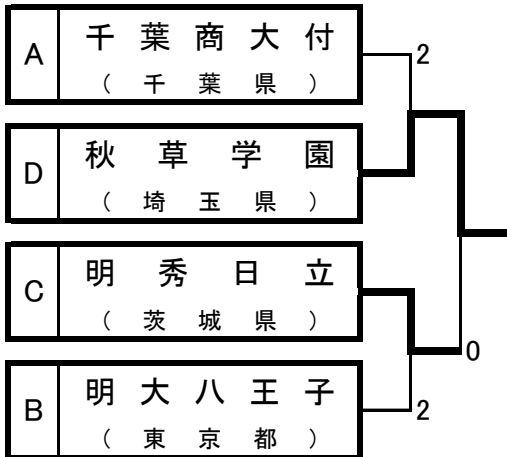 A 千葉商大付
（千葉県）
2
D 秋草学園
（埼玉県）
C 明秀日立
（茨城県）
0
B 明大八王子
（東京都）
2